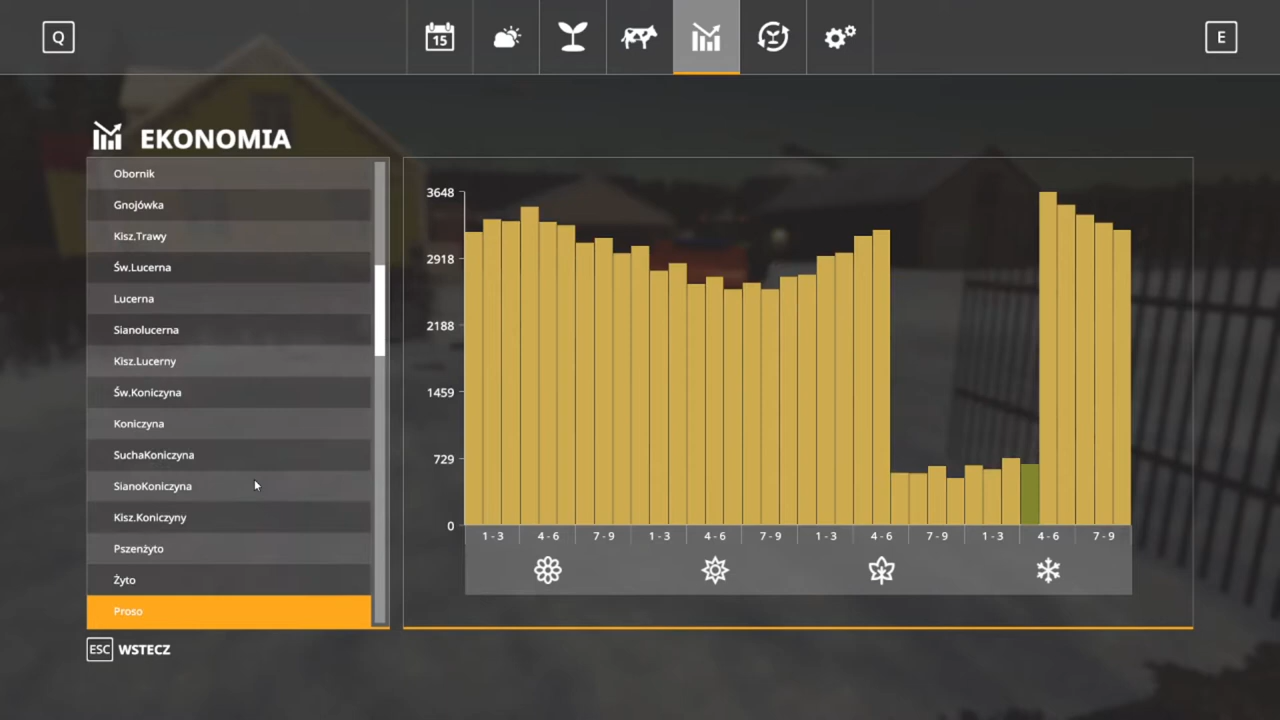 Q
15
E
EKONOMIA
Obornik
Gnojówka
Kisz.Trawy
Św.Lucerna
Lucerna
Sianolucerna
Kisz.Lucerny
Św.Koniczyna
Koniczyna
SuchaKoniczyna
SianoKoniczyna
Kisz.Koniczyny
Pszenżyto
Żyto
Proso
3648
2918
2188
1459
729
0
1 - 3 4 - 6 7 - 9 1 - 3 4 - 6 7 - 9 1 - 3 4 - 6 7 - 9 1 - 3 4 - 6 7 - 9
ESC WSTECZ